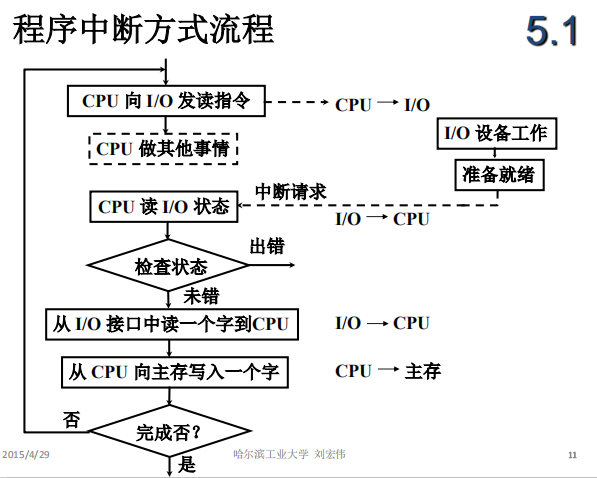 程序中断方式流程
5.1
CPU 向 I/O 发读指令
CPU → I/O
CPU 做其他事情
I/O 设备工作
准备就绪
中断请求
CPU 读 I/O 状态
I/O → CPU
检查状态
出错
未错
从 I/O 接口中读一个字到CPU
I/O → CPU
从 CPU 向主存写入一个字
CPU → 主存
否
完成否?
是
2015/4/29
哈尔滨工业大学 刘宏伟
11